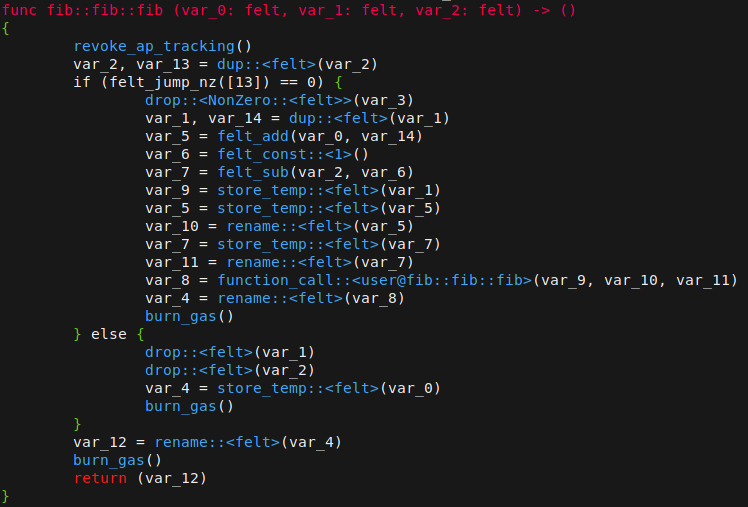 func fib::fib::fib (var_0: felt, var_1: felt, var_2: felt) -> ()
{
        revoke_ap_tracking()
        var_2, var_13 = dup::<felt>(var_2)
        if (felt_jump_nz([13]) == 0) {
                drop::<NonZero::<felt>>(var_3)
                var_1, var_14 = dup::<felt>(var_1)
                var_5 = felt_add(var_0, var_14)
                var_6 = felt_const::<1>()
                var_7 = felt_sub(var_2, var_6)
                var_9 = store_temp::<felt>(var_1)
                var_5 = store_temp::<felt>(var_5)
                var_10 = rename::<felt>(var_5)
                var_7 = store_temp::<felt>(var_7)
                var_11 = rename::<felt>(var_7)
                var_8 = function_call::<user@fib::fib::fib>(var_9, var_10, var_11)
                var_4 = rename::<felt>(var_8)
                burn_gas()
        } else {
                drop::<felt>(var_1)
                drop::<felt>(var_2)
                var_4 = store_temp::<felt>(var_0)
                burn_gas()
        }
        var_12 = rename::<felt>(var_4)
        burn_gas()
        return (var_12)
}